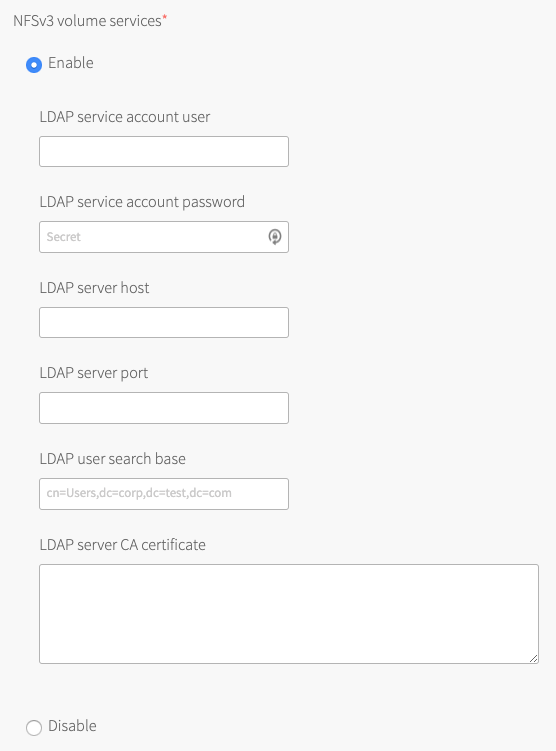 NFSv3 volume services*
Enable
LDAP service account user
LDAP service account password
Secret
LDAP server host
LDAP server port
LDAP user search base
cn=Users,dc=corp,dc=test,dc=com
LDAP server CA certificate
Disable